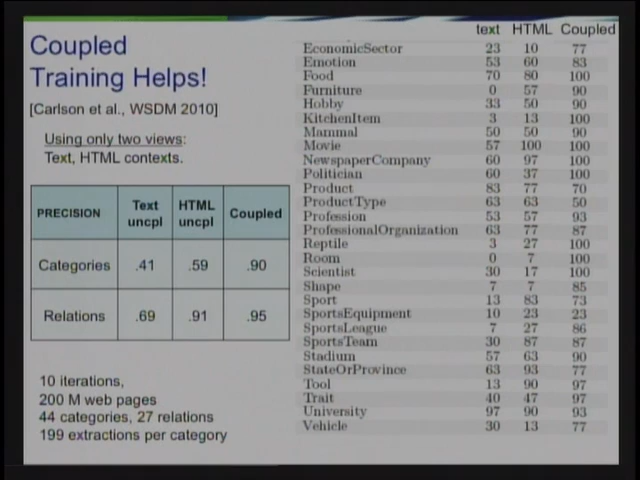 Coupled
Training Helps!
[Carlson et al., WSDM 2010]
Using only two views:
Text, HTML contexts.
PRECISION Text uncpl HTML uncpl Coupled
Categories .41 .59 .90
Relations .69 .91 .95
10 iterations,
200 M web pages
44 categories, 27 relations
199 extractions per category
text HTML Coupled
EconomicSector 23 10 77
Emotion 53 60 83
Food 70 80 100
Furniture 0 57 90
Hobby 33 50 90
KitchenItem 3 13 100
Mammal 50 50 90
Movie 57 100 100
NewspaperCompany 60 97 100
Politician 60 37 100
Product 83 77 70
ProductType 63 63 50
Profession 53 57 93
ProfessionalOrganization 63 77 87
Reptile 3 27 100
Room 0 7 100
Scientist 30 17 100
Shape 7 7 85
Sport 13 83 73
SportsEquipment 10 23 23
SportsLeague 7 27 86
SportsTeam 30 87 87
Stadium 57 63 90
StateOrProvince 63 93 77
Tool 13 90 97
Trait 40 47 97
University 97 90 93
Vehicle 30 13 77